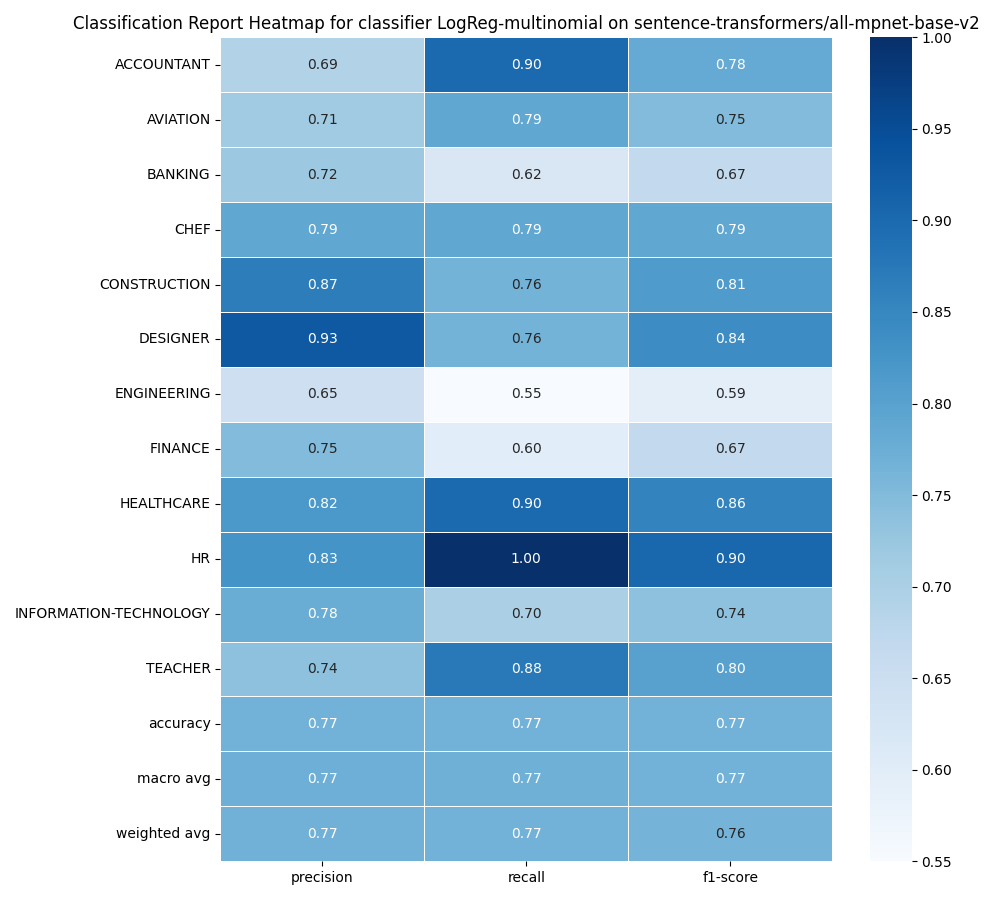 Classification Report Heatmap for classifier LogReg-multinomial on sentence-transformers/all-mpnet-base-v2
ACCOUNTANT 0.69 0.90 0.78
AVIATION 0.71 0.79 0.75
BANKING 0.72 0.62 0.67
CHEF 0.79 0.79 0.79
CONSTRUCTION 0.87 0.76 0.81
DESIGNER 0.93 0.76 0.84
ENGINEERING 0.65 0.55 0.59
FINANCE 0.75 0.60 0.67
HEALTHCARE 0.82 0.90 0.86
HR 0.83 1.00 0.90
INFORMATION-TECHNOLOGY 0.78 0.70 0.74
TEACHER 0.74 0.88 0.80
accuracy 0.77 0.77 0.77
macro avg 0.77 0.77 0.77
weighted avg 0.77 0.77 0.76
precision recall f1-score
1.00
0.95
0.90
0.85
0.80
0.75
0.70
0.65
0.60
0.55